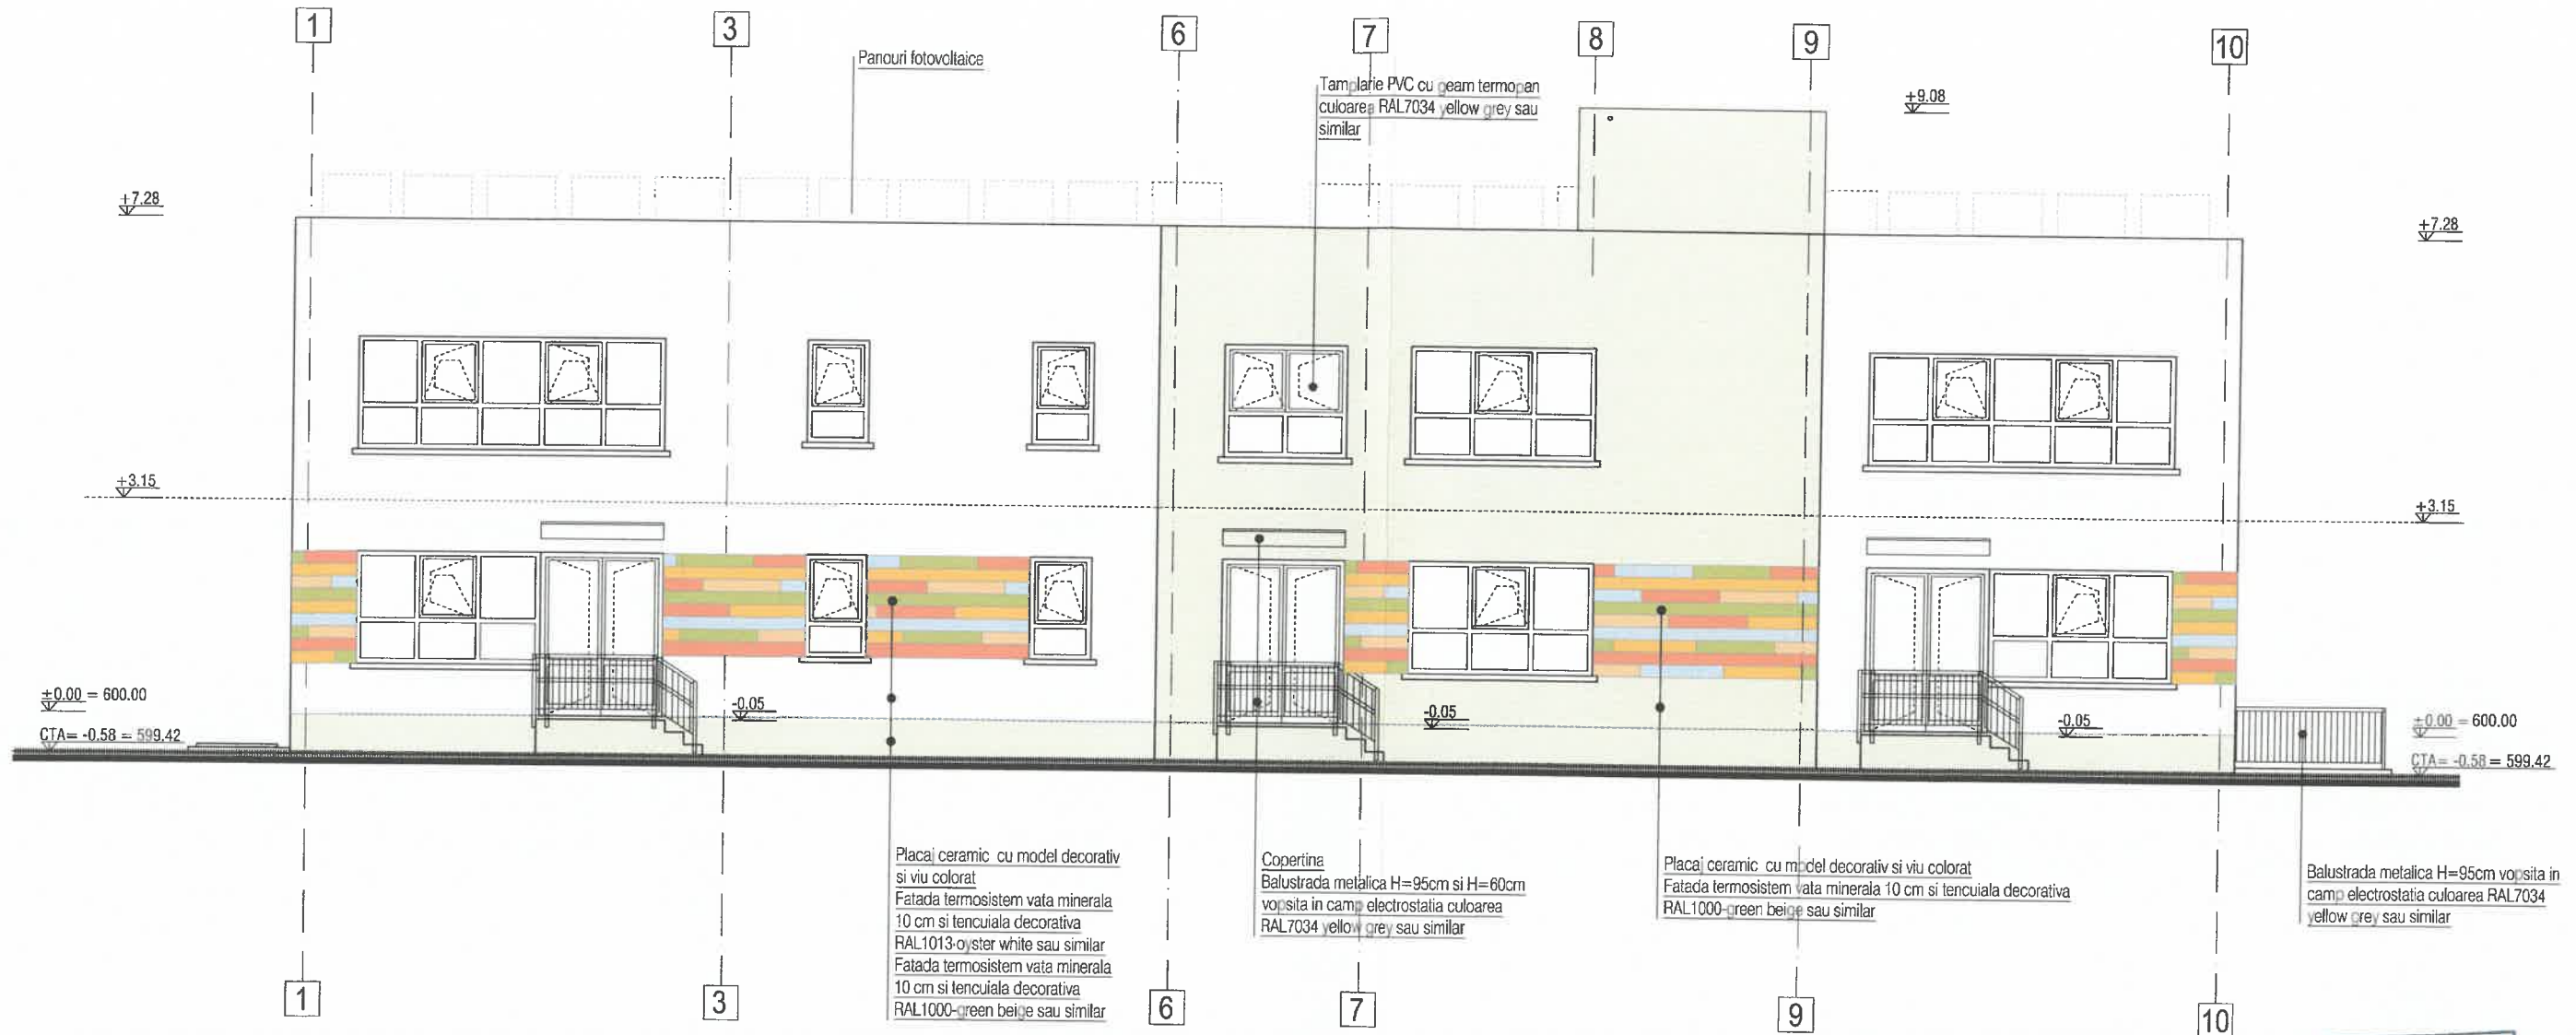 1
3
6
7
8
9
10
Panouri fotovoltaice
Tamplarie PVC cu geam termopan
culoarea RAL7034 yellow grey sau
similar
+9.08
+7.28
+7.28
+3.15
+3.15
±0.00 = 600.00
-0.05
-0.05
-0.05
±0.00 = 600.00
CTA= -0.58 = 599.42
CTA= -0.58 = 599.42
Placaj ceramic cu model decorativ
si viu colorat
Fatada termosistem vata minerala
10 cm si tencuiala decorativa
RAL1013-oyster white sau similar
Fatada termosistem vata minerala
10 cm si tencuiala decorativa
RAL1000-green beige sau similar
Copertina
Balustrada metalica H=95cm si H=60cm
vopsita in camp electrostatia culoarea
RAL7034 yellow grey sau similar
Placaj ceramic cu model decorativ si viu colorat
Fatada termosistem vata minerala 10 cm si tencuiala decorativa
RAL1000-green beige sau similar
Balustrada metalica H=95cm vopsita in
camp electrostatia culoarea RAL7034
yellow grey sau similar
1
3
6
7
9
10